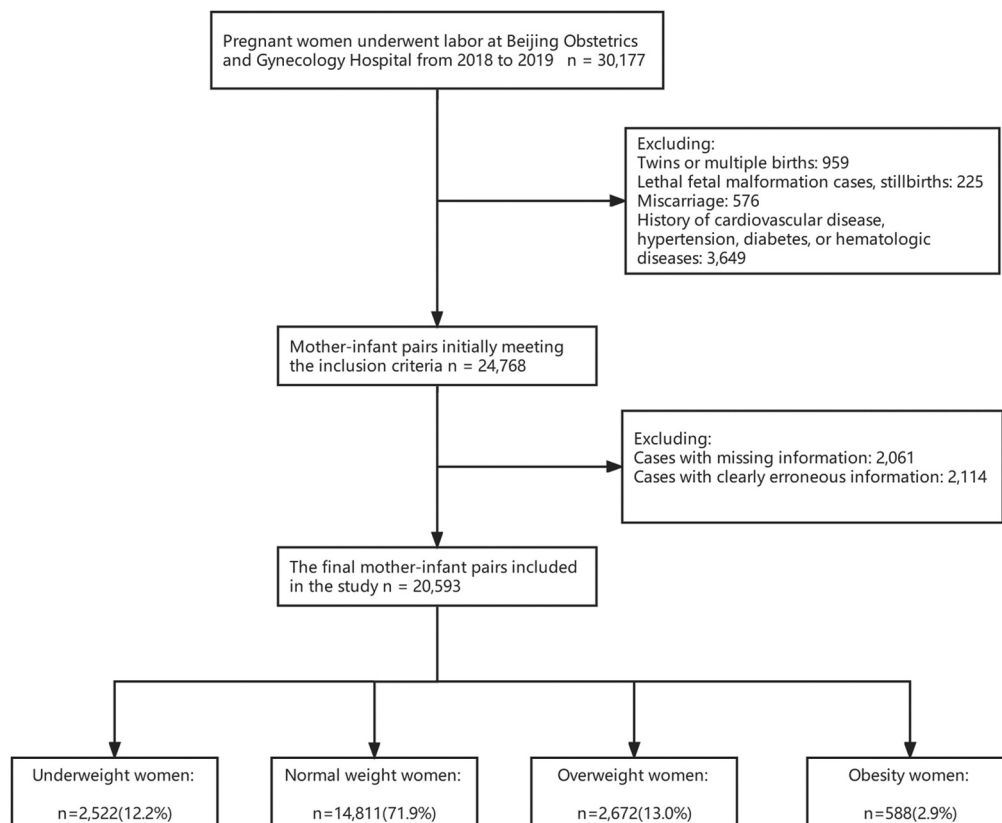 Pregnant women underwent labor at Beijing Obstetrics
and Gynecology Hospital from 2018 to 2019 n = 30,177
Excluding:
Twins or multiple births: 959
Lethal fetal malformation cases, stillbirths: 225
Miscarriage: 576
History of cardiovascular disease,
hypertension, diabetes, or hematologic
diseases: 3,649
Mother-infant pairs initially meeting
the inclusion criteria n = 24,768
Excluding:
Cases with missing information: 2,061
Cases with clearly erroneous information: 2,114
The final mother-infant pairs included
in the study n = 20,593
Underweight women:
n=2,522(12.2%)
Normal weight women:
n=14,811(71.9%)
Overweight women:
n=2,672(13.0%)
Obesity women:
n=588(2.9%)